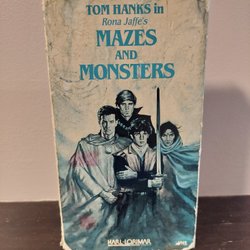 TOM HANKS in
Rona Jaffe's
MAZES
AND
MONSTERS
KARL-LORIMAR